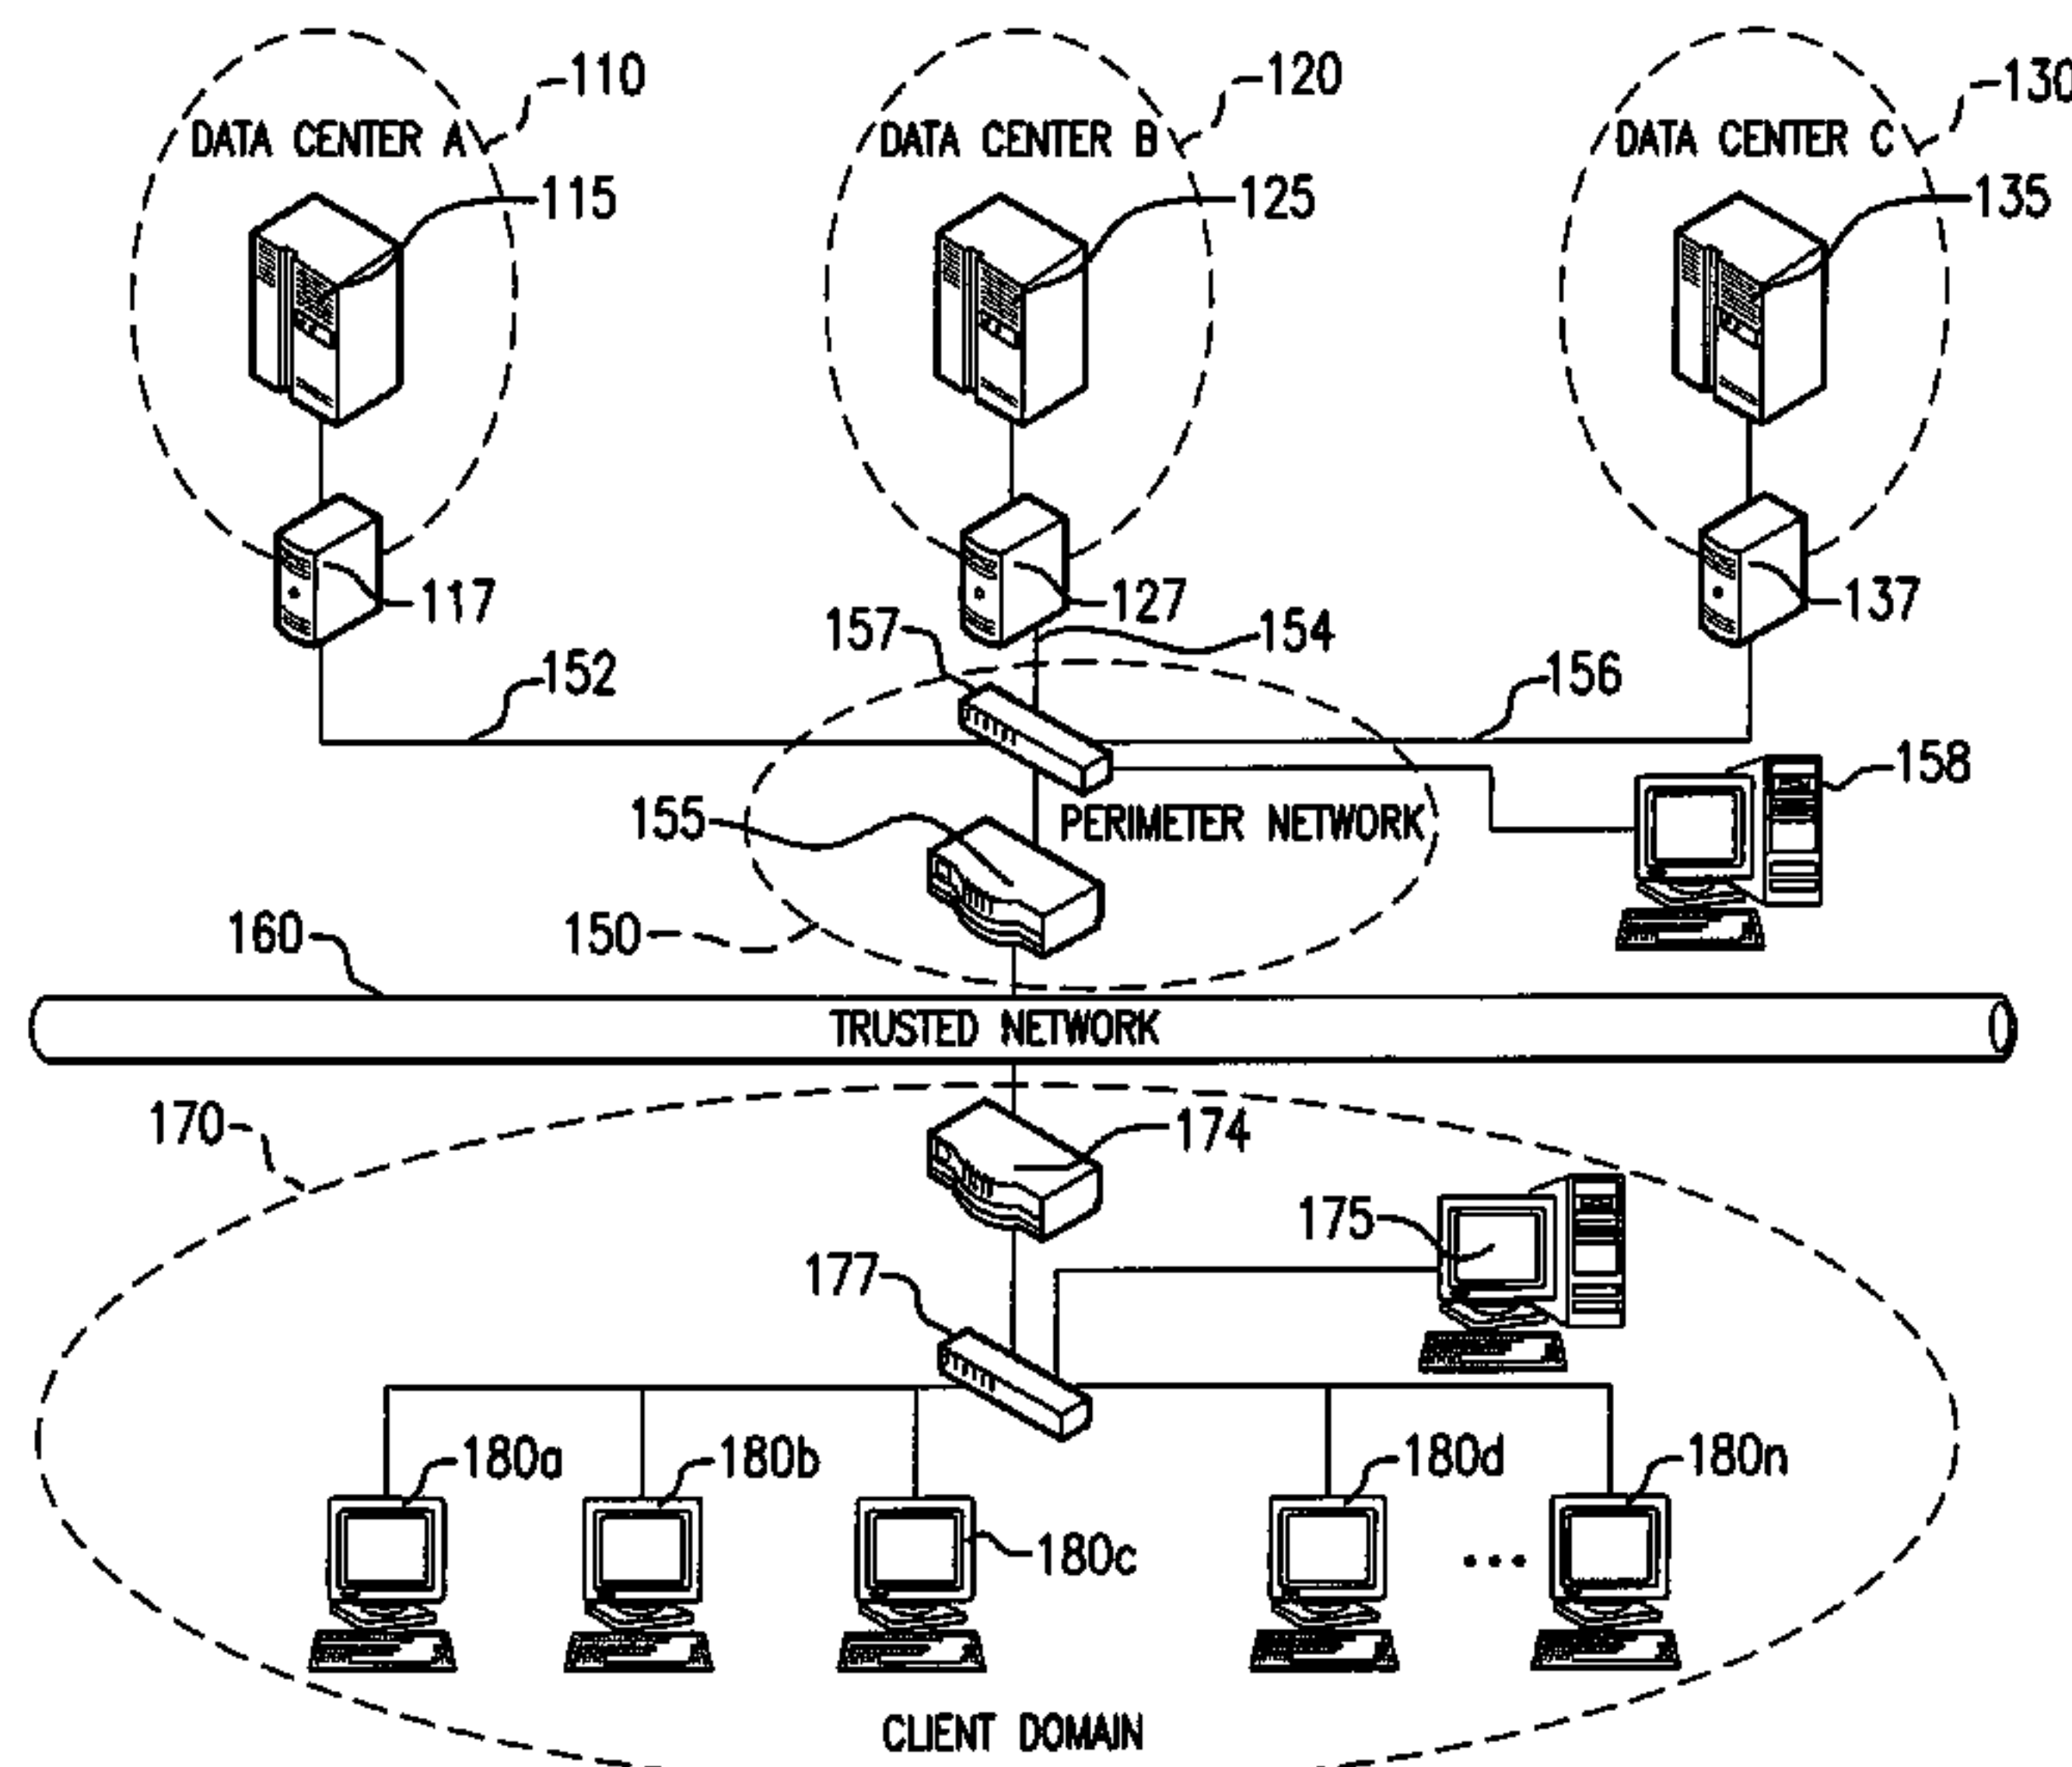 110
120
130
DATA CENTER A
DATA CENTER B
DATA CENTER C
115
125
135
117
127
137
157
154
152
156
158
155
PERIMETER NETWORK
150
160
TRUSTED NETWORK
170
174
175
177
180a
180b
180d
180n
180c
...
CLIENT DOMAIN